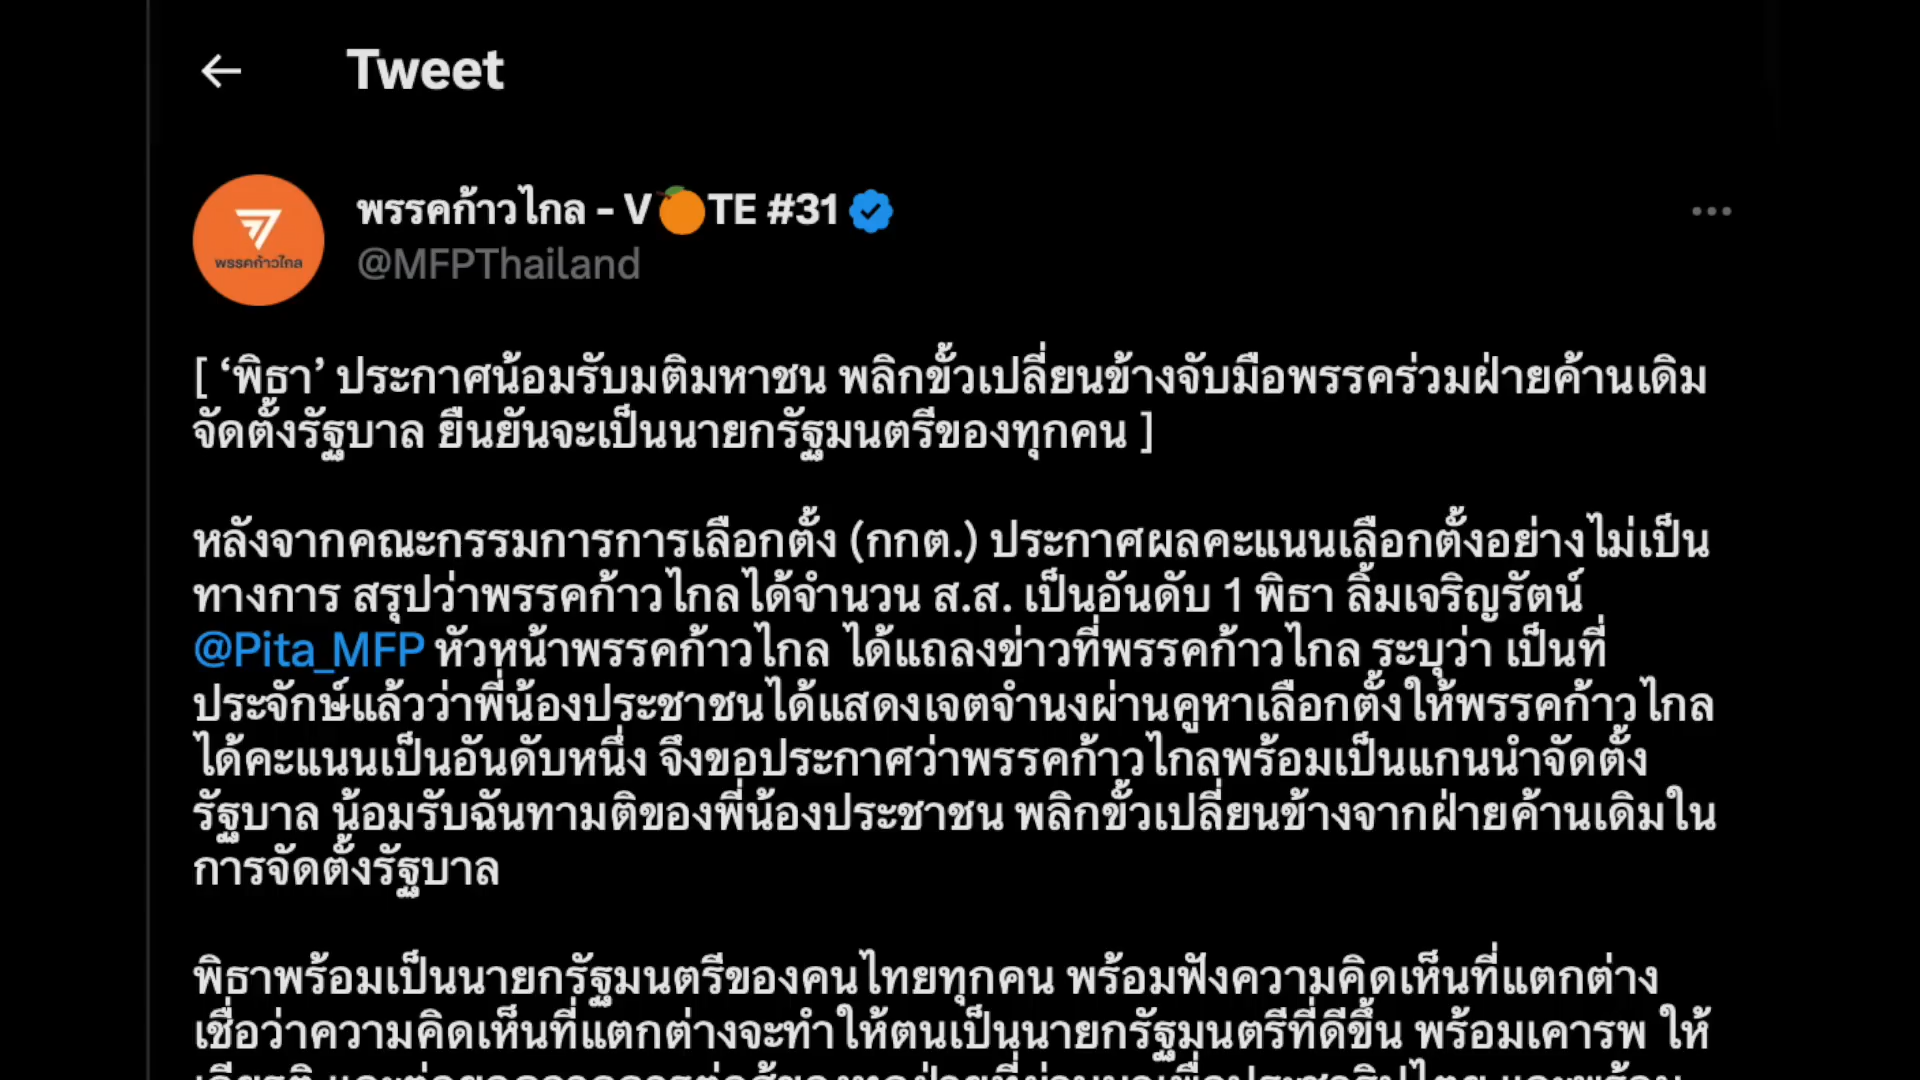 Tweet
พรรคก้าวไกล - V🍊TE #31
พรรคก้าวไกล
@MFPThailand
[ ‘พิธา’ ประกาศน้อมรับมติมหาชน พลิกขั้วเปลี่ยนข้างจับมือพรรคร่วมฝ่ายค้านเดิม
จัดตั้งรัฐบาล ยืนยันจะเป็นนายกรัฐมนตรีของทุกคน ]
หลังจากคณะกรรมการการเลือกตั้ง (กกต.) ประกาศผลคะแนนเลือกตั้งอย่างไม่เป็น
ทางการ สรุปว่าพรรคก้าวไกลได้จำนวน ส.ส. เป็นอันดับ 1 พิธา ลิ้มเจริญรัตน์
@Pita_MFP หัวหน้าพรรคก้าวไกล ได้แถลงข่าวที่พรรคก้าวไกล ระบุว่า เป็นที่
ประจักษ์แล้วว่าพี่น้องประชาชนได้แสดงเจตจำนงผ่านคูหาเลือกตั้งให้พรรคก้าวไกล
ได้คะแนนเป็นอันดับหนึ่ง จึงขอประกาศว่าพรรคก้าวไกลพร้อมเป็นแกนนำจัดตั้ง
รัฐบาล น้อมรับฉันทามติของพี่น้องประชาชน พลิกขั้วเปลี่ยนข้างจากฝ่ายค้านเดิมใน
การจัดตั้งรัฐบาล
พิธาพร้อมเป็นนายกรัฐมนตรีของคนไทยทุกคน พร้อมฟังความคิดเห็นที่แตกต่าง
เชื่อว่าความคิดเห็นที่แตกต่างจะทำให้ตนเป็นนายกรัฐมนตรีที่ดีขึ้น พร้อมเคารพ ให้